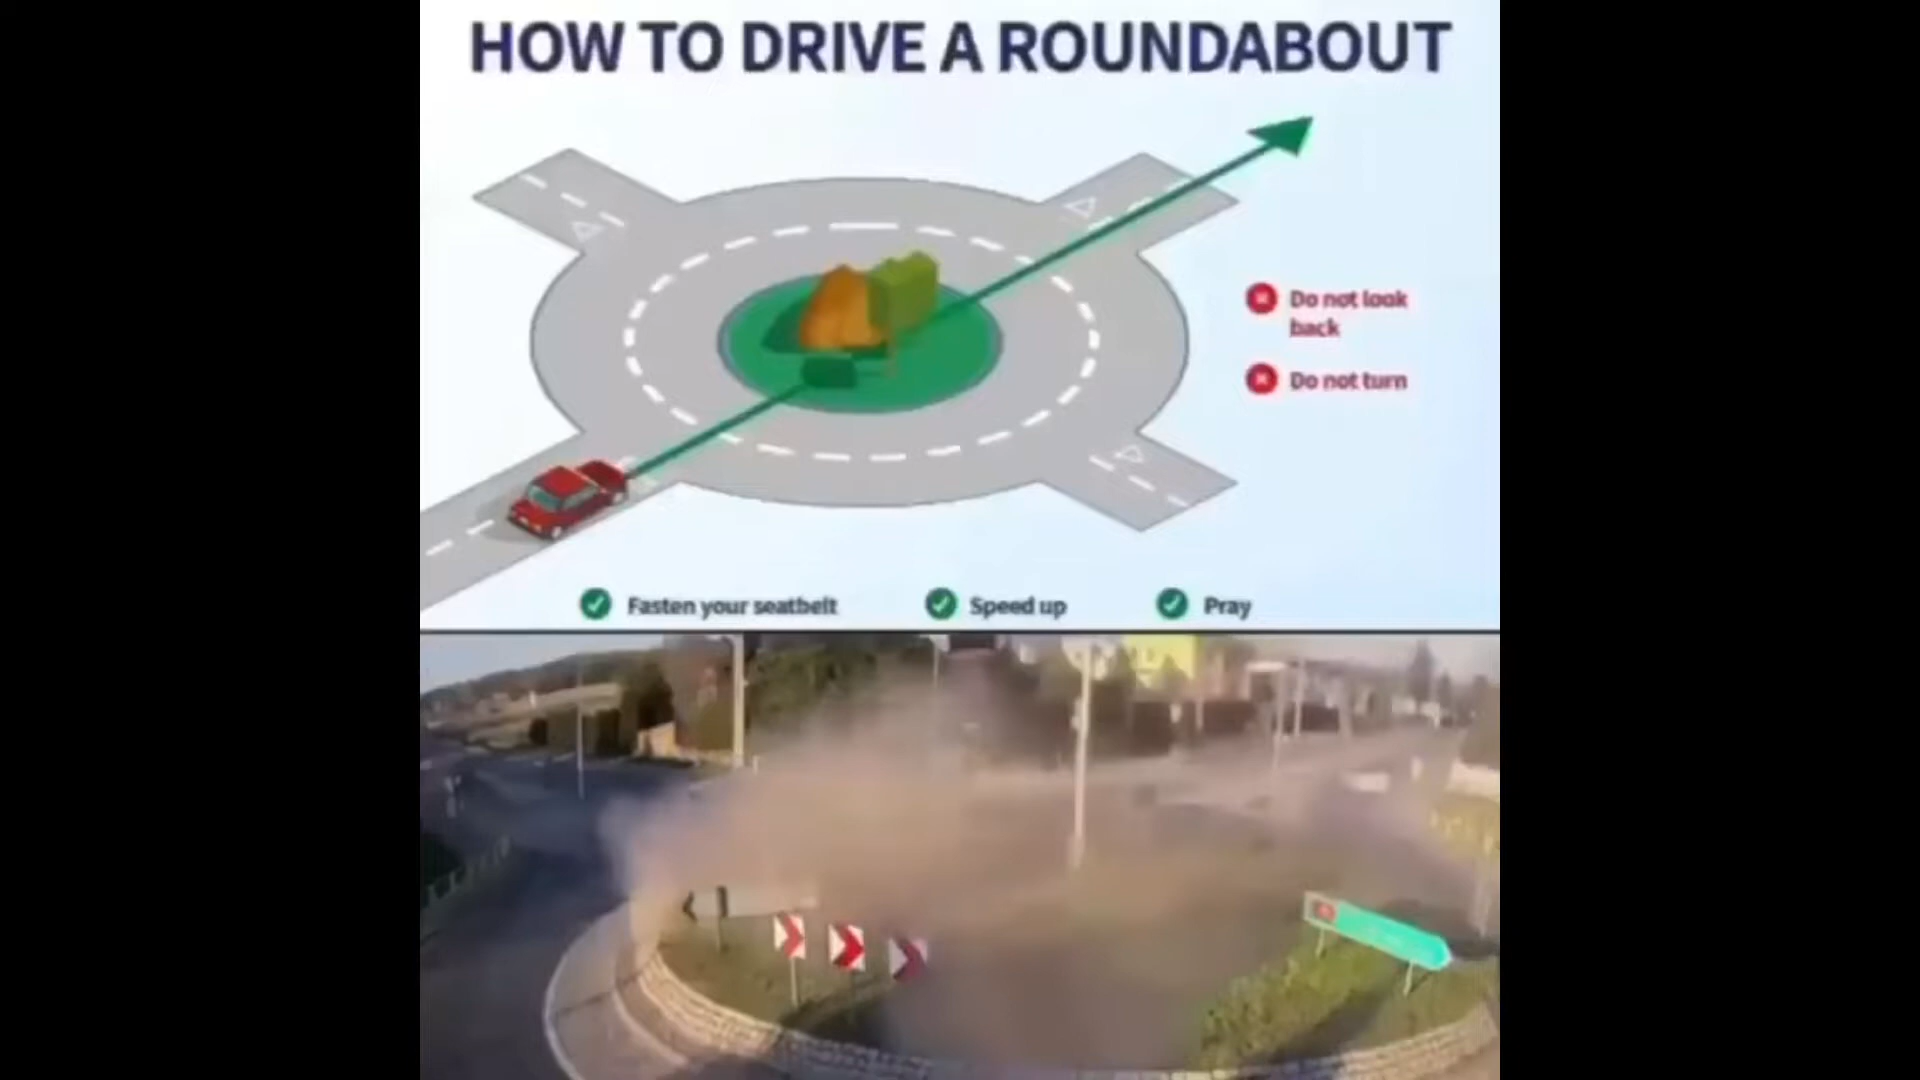 HOW TO DRIVE A ROUNDABOUT
Do not look
back
Do not turn
Fasten your seatbelt
Speed up
Pray